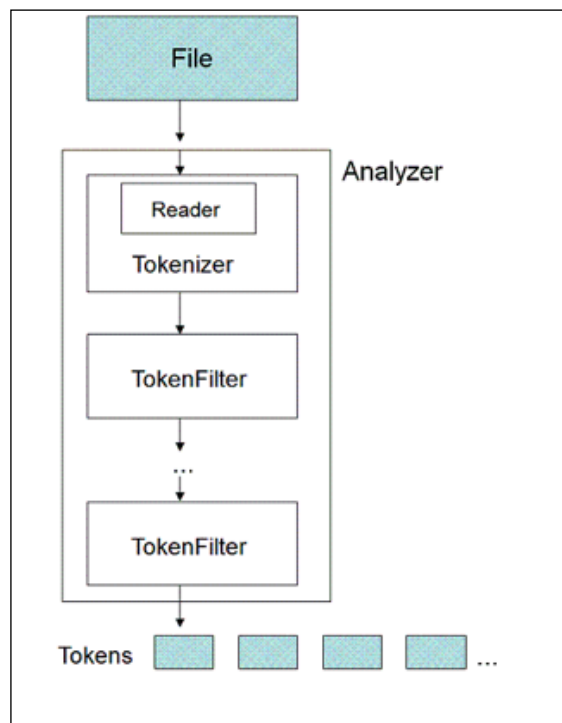 File
Analyzer
Reader
Tokenizer
TokenFilter
...
TokenFilter
Tokens ...